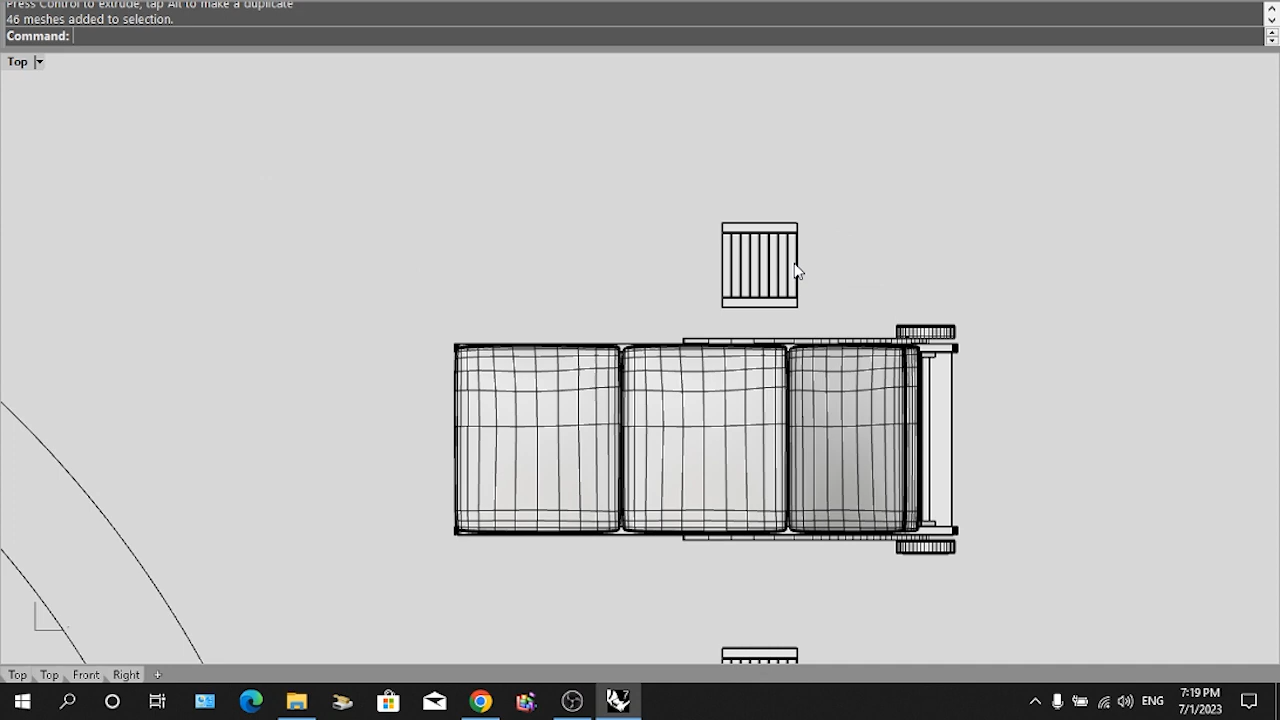 Press Control to extrude, tap Alt to make a duplicate
46 meshes added to selection.
Command:
Top
Top Top Front Right
7
ENG
7:19 PM
7/1/2023